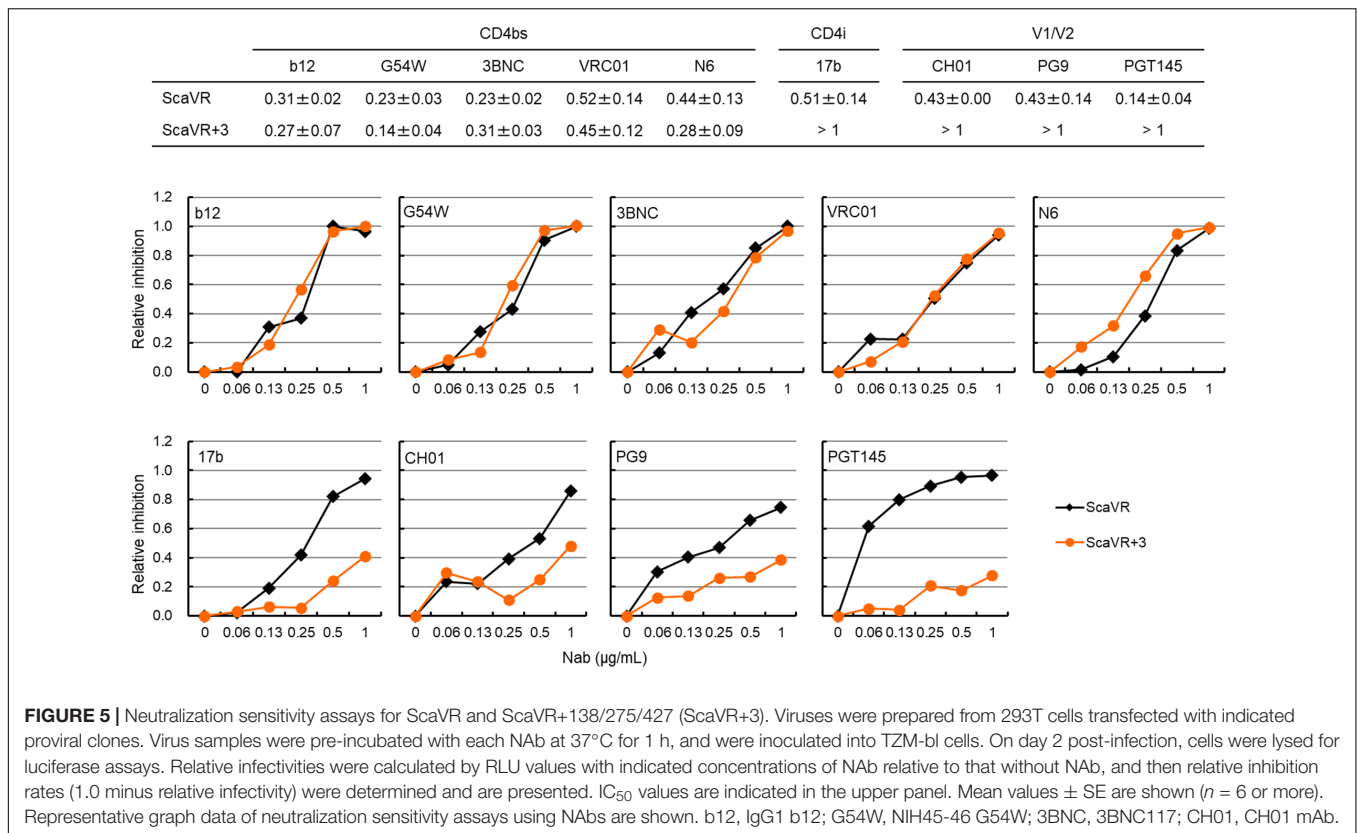 CD4bs CD4i V1/V2
b12 G54W 3BNC VRC01 N6 17b CH01 PG9 PGT145
ScaVR 0.31±0.02 0.23±0.03 0.23±0.02 0.52±0.14 0.44±0.13 0.51±0.14 0.43±0.00 0.43±0.14 0.14±0.04
ScaVR+3 0.27±0.07 0.14±0.04 0.31±0.03 0.45±0.12 0.28±0.09 > 1 > 1 > 1 > 1
Relative inhibition
1.2
1.0
0.8
0.6
0.4
0.2
0.0
b12
0 0.06 0.13 0.25 0.5 1
G54W
0 0.06 0.13 0.25 0.5 1
3BNC
0 0.06 0.13 0.25 0.5 1
VRC01
0 0.06 0.13 0.25 0.5 1
N6
0 0.06 0.13 0.25 0.5 1
Relative inhibition
1.2
1.0
0.8
0.6
0.4
0.2
0.0
17b
0 0.06 0.13 0.25 0.5 1
CH01
0 0.06 0.13 0.25 0.5 1
PG9
0 0.06 0.13 0.25 0.5 1
PGT145
0 0.06 0.13 0.25 0.5 1
ScaVR
ScaVR+3
Nab (µg/mL)
FIGURE 5 | Neutralization sensitivity assays for ScaVR and ScaVR+138/275/427 (ScaVR+3). Viruses were prepared from 293T cells transfected with indicated
proviral clones. Virus samples were pre-incubated with each NAb at 37°C for 1 h, and were inoculated into TZM-bl cells. On day 2 post-infection, cells were lysed for
luciferase assays. Relative infectivities were calculated by RLU values with indicated concentrations of NAb relative to that without NAb, and then relative inhibition
rates (1.0 minus relative infectivity) were determined and are presented. IC50 values are indicated in the upper panel. Mean values ± SE are shown (n = 6 or more).
Representative graph data of neutralization sensitivity assays using NAbs are shown. b12, IgG1 b12; G54W, NIH45-46 G54W; 3BNC, 3BNC117; CH01, CH01 mAb.